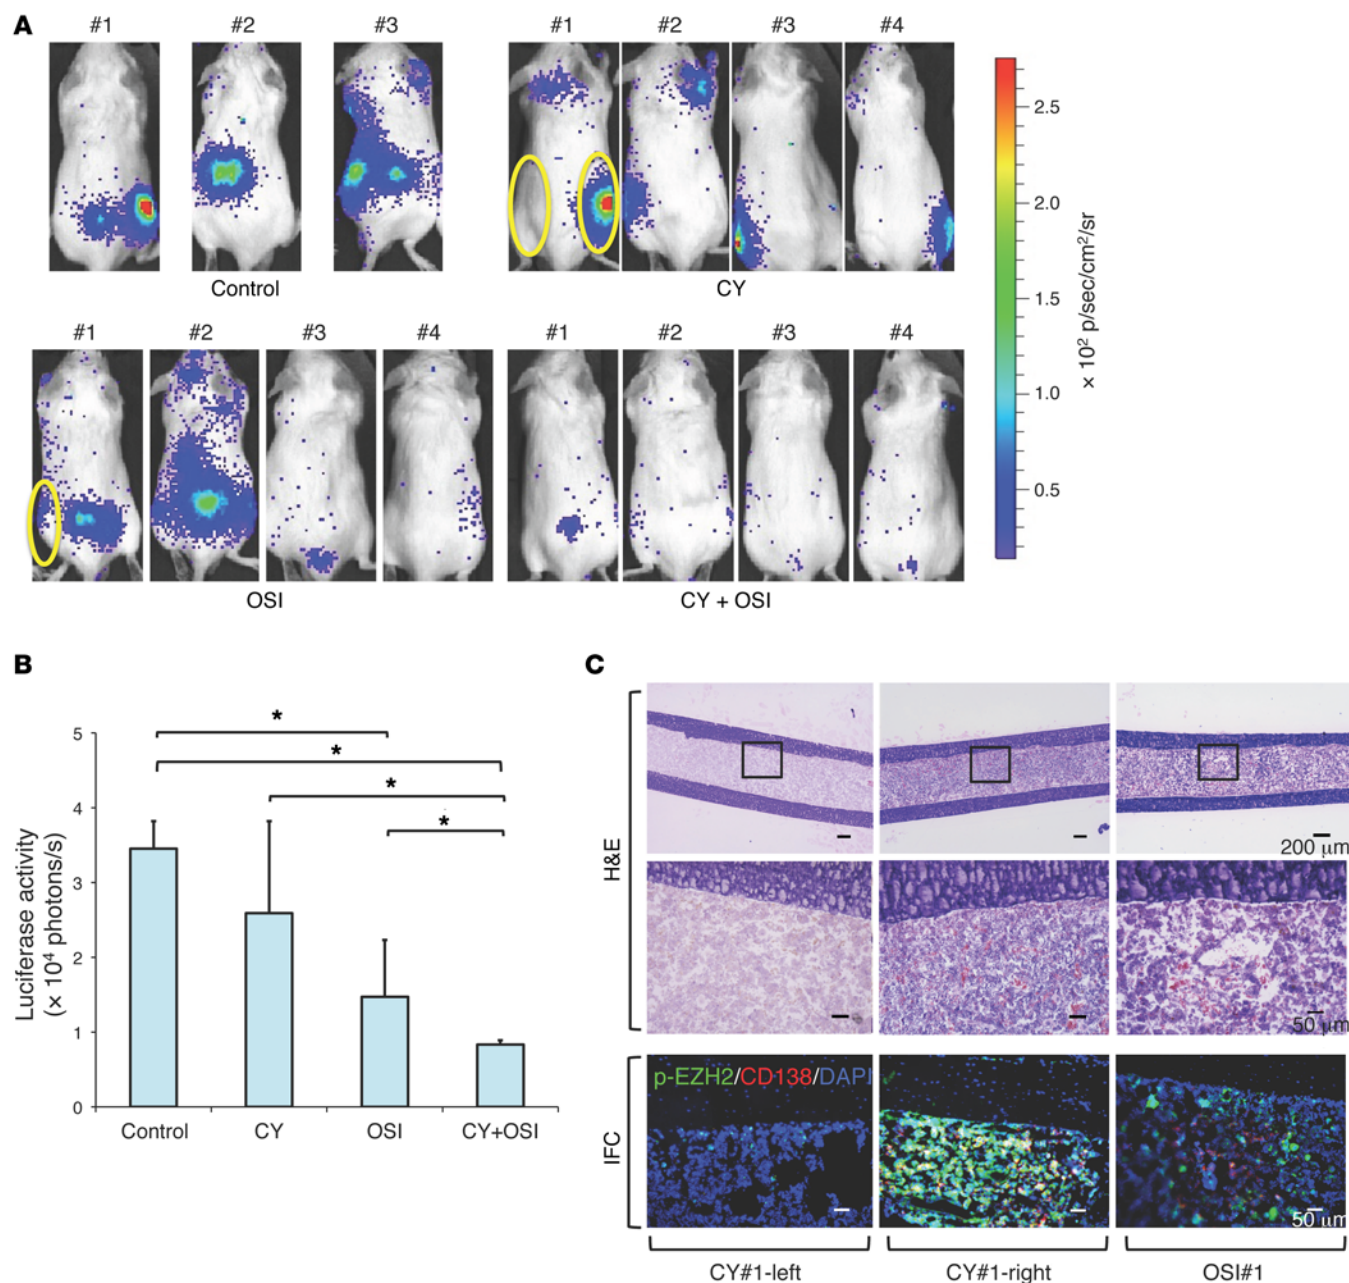 A
#1 #2 #3 #1 #2 #3 #4
Control CY
2.5
2.0
1.5
1.0
0.5
× 10² p/sec/cm²/sr
#1 #2 #3 #4 #1 #2 #3 #4
OSI CY + OSI
B
Luciferase activity
(× 10⁴ photons/s)
5
4
3
2
1
0
* 
*
*
*
Control CY OSI CY+OSI
C
H&E
200 µm
50 µm
IFC
p-EZH2/CD138/DAPI
50 µm
CY#1-left CY#1-right OSI#1